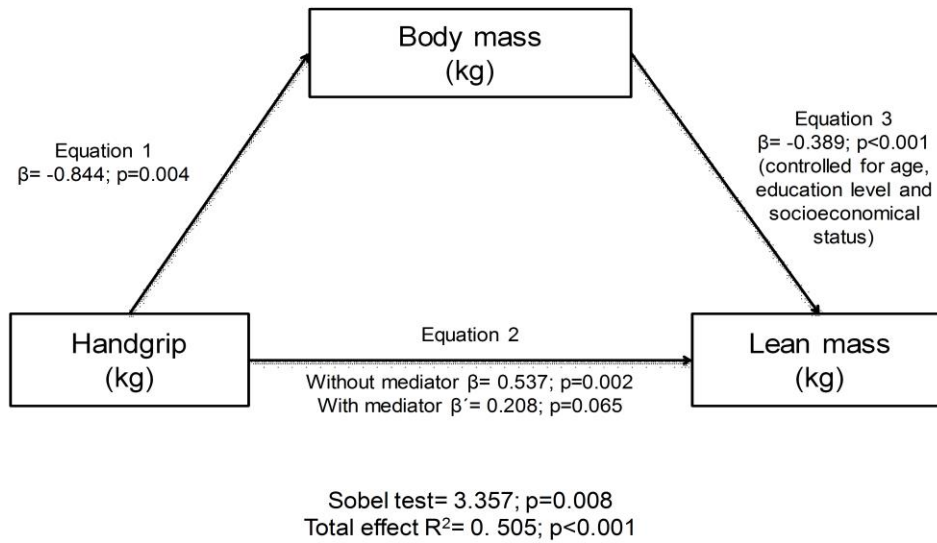 Body mass
(kg)
Equation 1
β= -0.844; p=0.004
Equation 3
β= -0.389; p<0.001
(controlled for age,
education level and
socioeconomical
status)
Handgrip
(kg)
Equation 2
Without mediator β= 0.537; p=0.002
With mediator β´= 0.208; p=0.065
Lean mass
(kg)
Sobel test= 3.357; p=0.008
Total effect R²= 0. 505; p<0.001